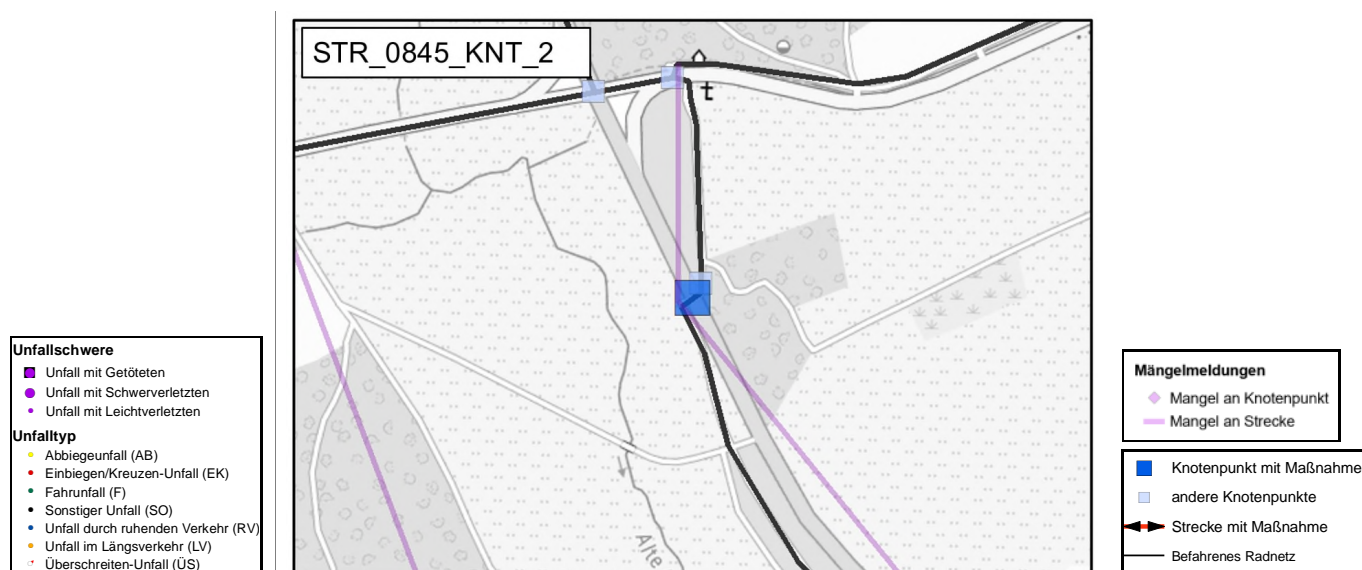 STR_0845_KNT_2
t
Alte
Unfallschwere
Unfall mit Getöteten
Unfall mit Schwerverletzten
Unfall mit Leichtverletzten
Unfalltyp
Abbiegeunfall (AB)
Einbiegen/Kreuzen-Unfall (EK)
Fahrunfall (F)
Sonstiger Unfall (SO)
Unfall durch ruhenden Verkehr (RV)
Unfall im Längsverkehr (LV)
Überschreiten-Unfall (ÜS)
Mängelmeldungen
Mangel an Knotenpunkt
Mangel an Strecke
Knotenpunkt mit Maßnahme
andere Knotenpunkte
Strecke mit Maßnahme
Befahrenes Radnetz